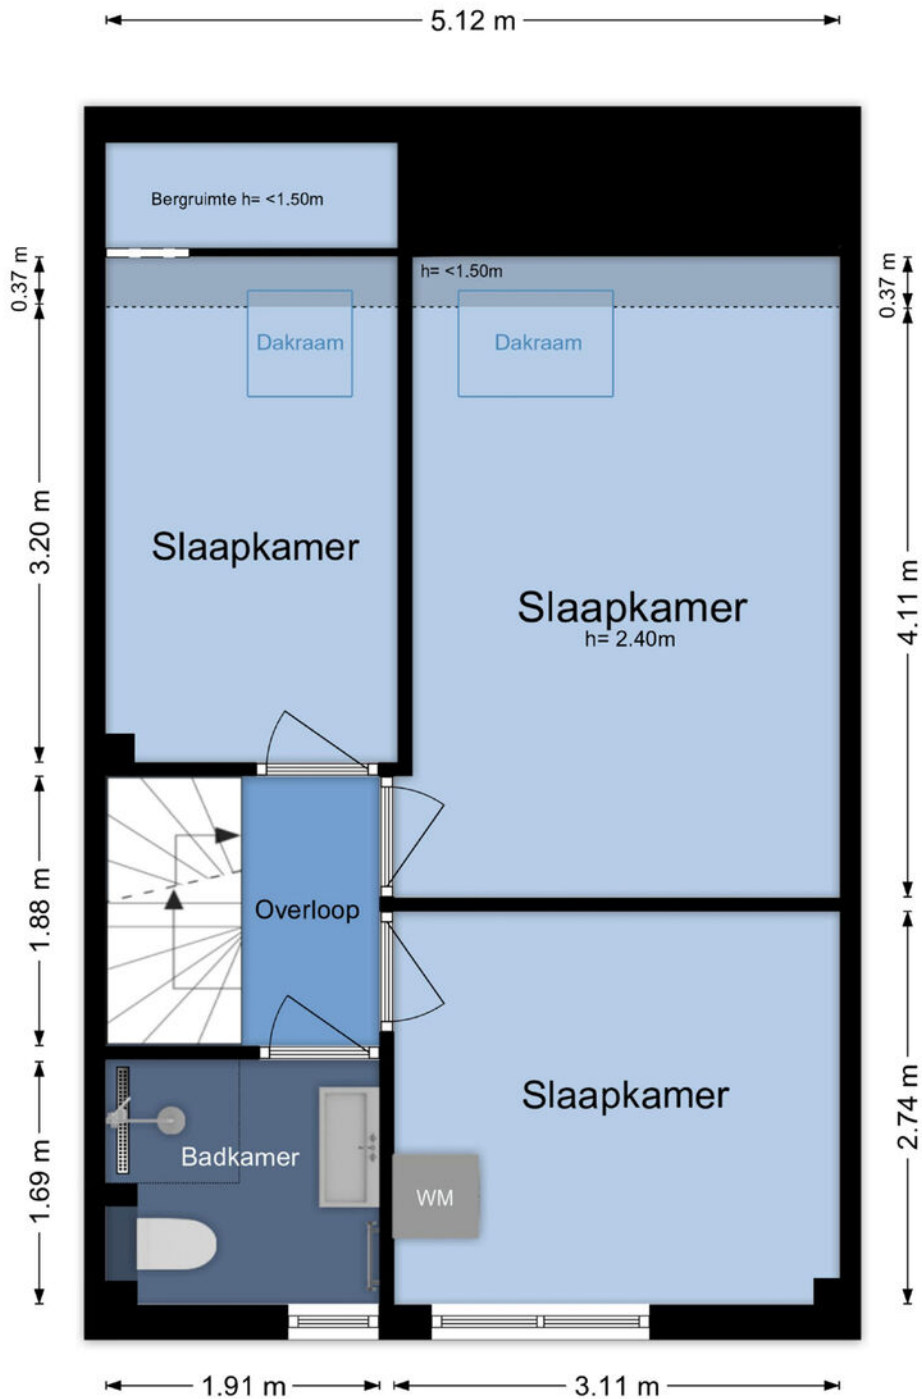 5.12 m
Bergruimte h= <1.50m
0.37 m
h= <1.50m
0.37 m
Dakraam
Dakraam
3.20 m
Slaapkamer
Slaapkamer
h= 2.40m
4.11 m
1.88 m
Overloop
Slaapkamer
2.74 m
1.69 m
Badkamer
WM
1.91 m
3.11 m